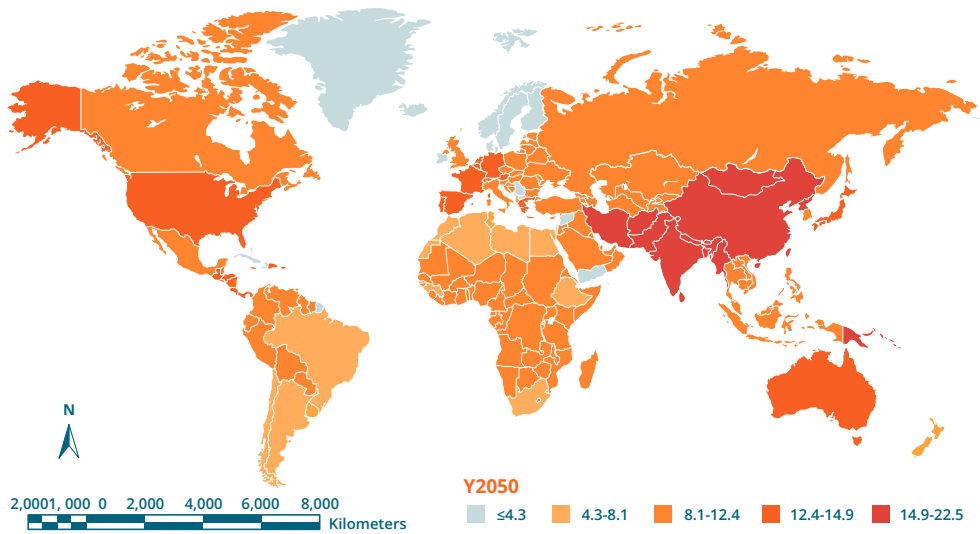 N
2,0001,000 0 2,000 4,000 6,000 8,000
Kilometers
Y2050
≤4.3 4.3-8.1 8.1-12.4 12.4-14.9 14.9-22.5